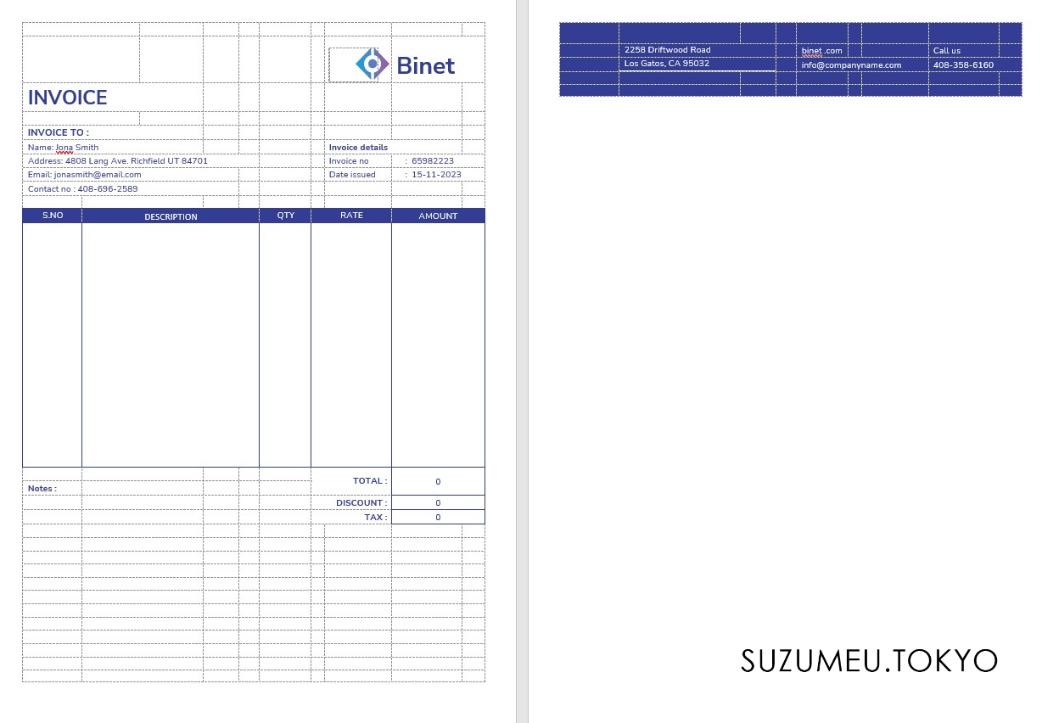 Binet
INVOICE
INVOICE TO :
Name: Jona Smith
Address: 4808 Lang Ave. Richfield UT 84701
Email: jonasmith@email.com
Contact no : 408-696-2589
Invoice details
Invoice no : 65982223
Date issued : 15-11-2023
S.NO DESCRIPTION QTY RATE AMOUNT
TOTAL : 0
Notes :
DISCOUNT : 0
TAX : 0
2258 Driftwood Road binet .com Call us
Los Gatos, CA 95032 info@companyname.com 408-358-6160
SUZUMEU.TOKYO